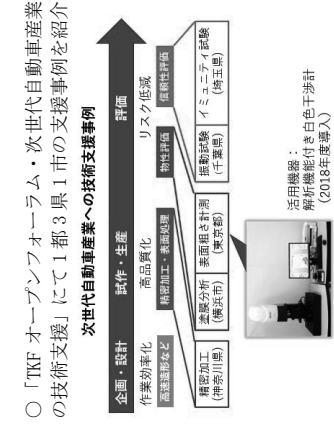 ○「TKF オープンフォーラム・次世代自動車産業
の技術支援」にて１都３県１市の支援事例を紹介
次世代自動車産業への技術支援事例
企画・設計
試作・生産
評価
作業効率化
高品質化
リスク低減
高速造形など
精密加工・表面処理
物性評価
信頼性評価
精密加工
(神奈川県)
塗膜分析
(横浜市)
表面粗さ計測
(東京都)
振動試験
(千葉県)
イミュニティ試験
(埼玉県)
活用機器：
解析機能付き白色干渉計
(2018年度導入)